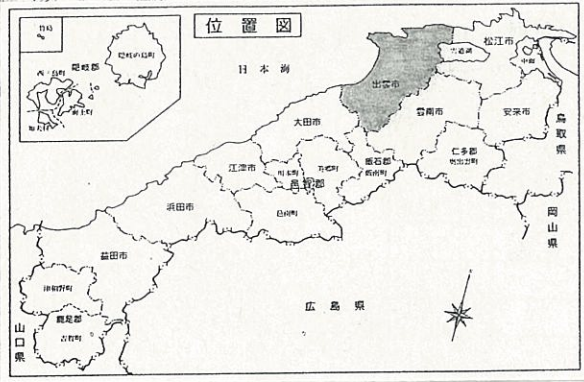 位置図
竹島
隠岐の島町
隠岐郡
西ノ島町
海士町
知夫村
日本海
松江市
宍道湖
中海
出雲市
雲南市
安来市
鳥取県
大田市
飯石郡
飯南町
仁多郡
奥出雲町
江津市
川本町
美郷町
邑智郡
邑南町
浜田市
岡山県
益田市
津和野町
鹿足郡
吉賀町
広島県
山口県